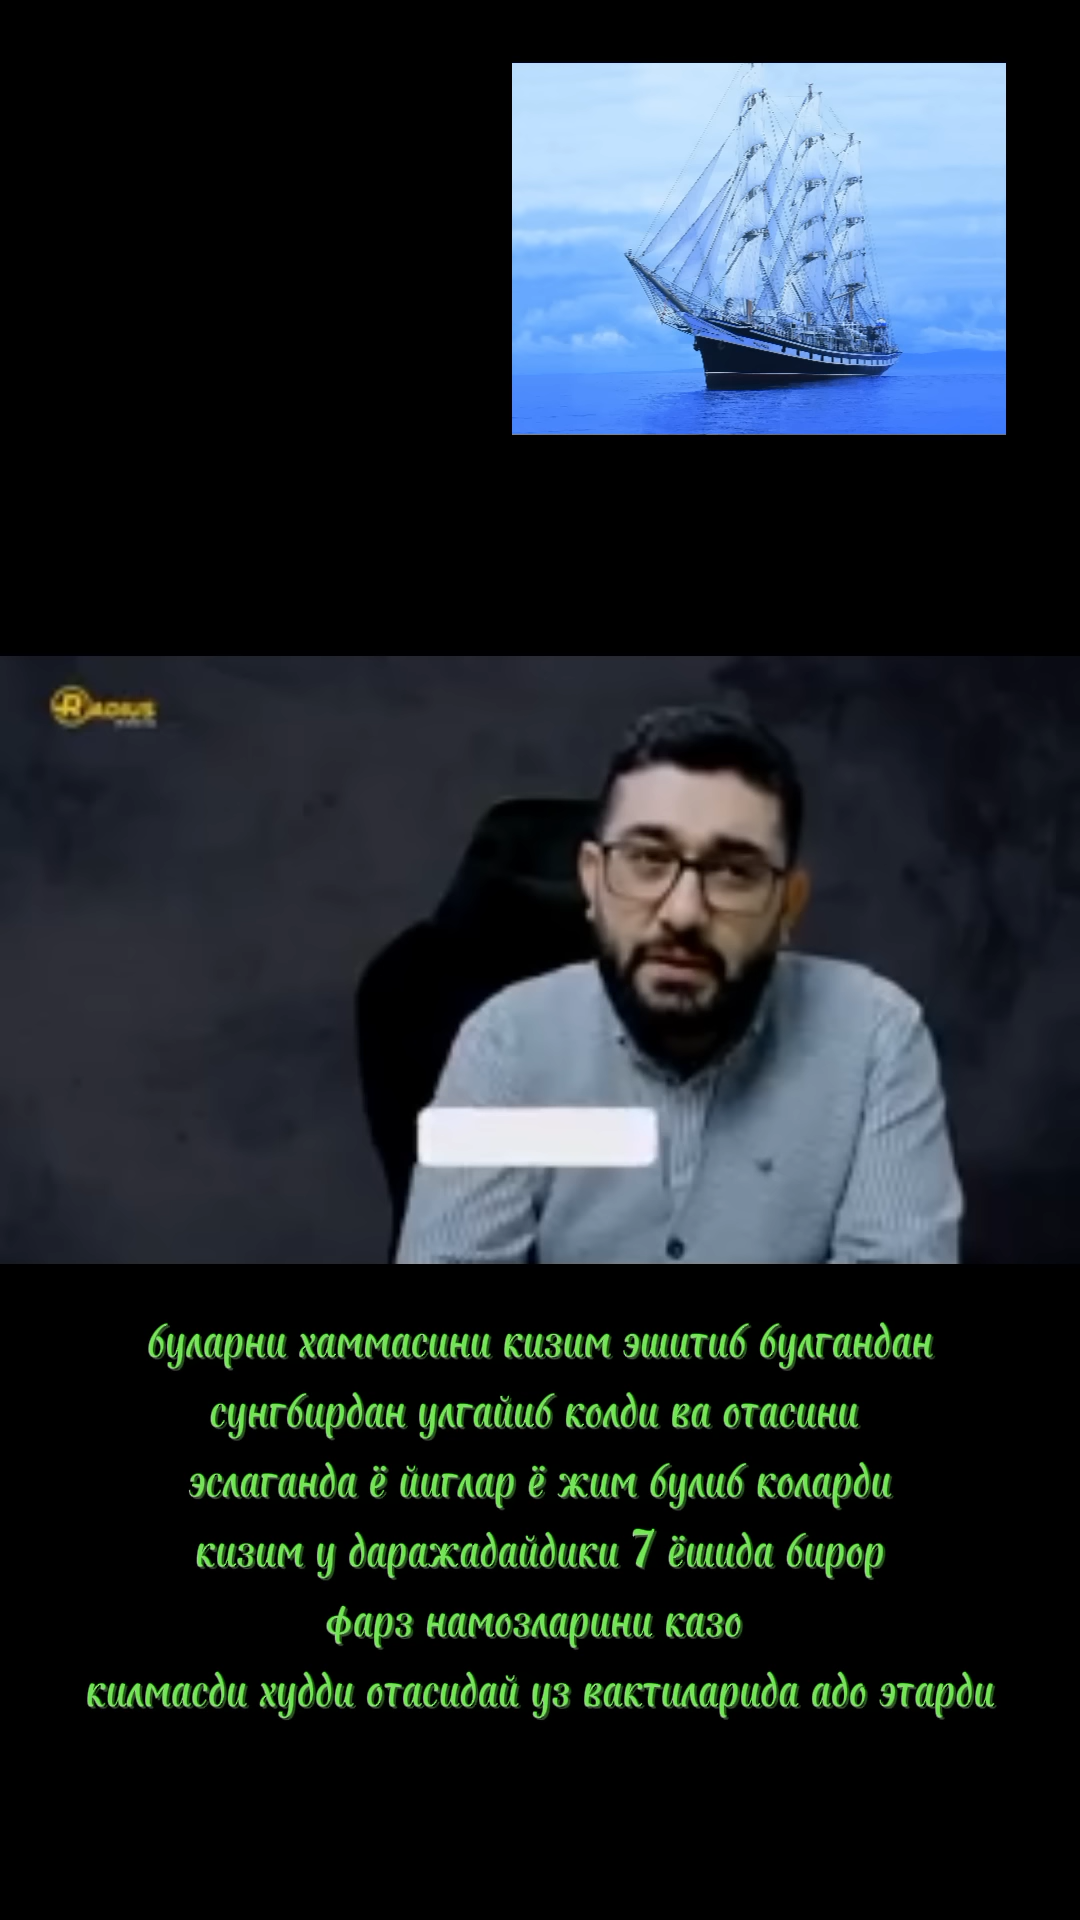 RADIUS
буларни хаммасини кизим эшитиб булгандан
сунгбирдан улгайиб колди ва отасини
эслаганда ё йиглар ё жим булиб коларди
кизим у даражадайдики 7 ёшида бирор
фарз намозларини казо
килмасди худди отасидай уз вактиларида адо этарди